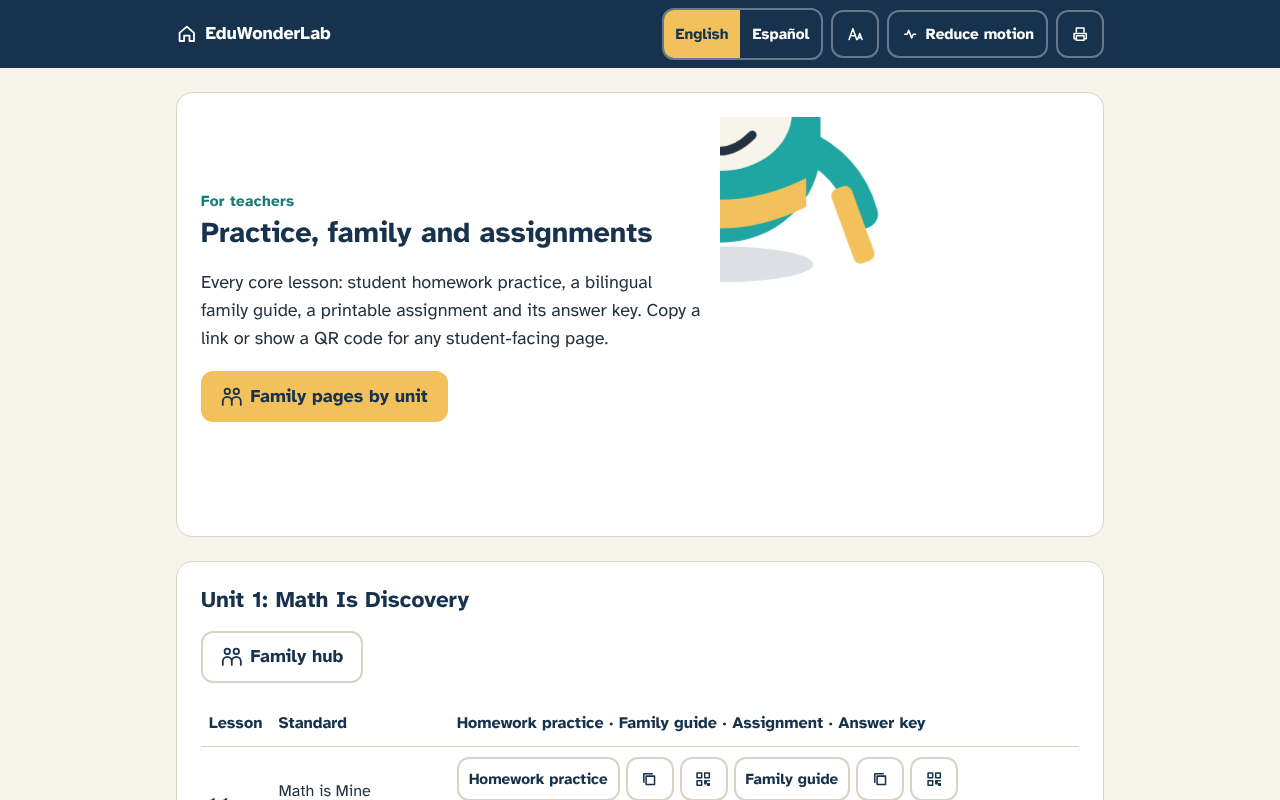 EduWonderLab
English
Español
Reduce motion
For teachers
Practice, family and assignments
Every core lesson: student homework practice, a bilingual
family guide, a printable assignment and its answer key. Copy a
link or show a QR code for any student-facing page.
Family pages by unit
Unit 1: Math Is Discovery
Family hub
Lesson Standard Homework practice · Family guide · Assignment · Answer key
Homework practice Family guide
Math is Mine